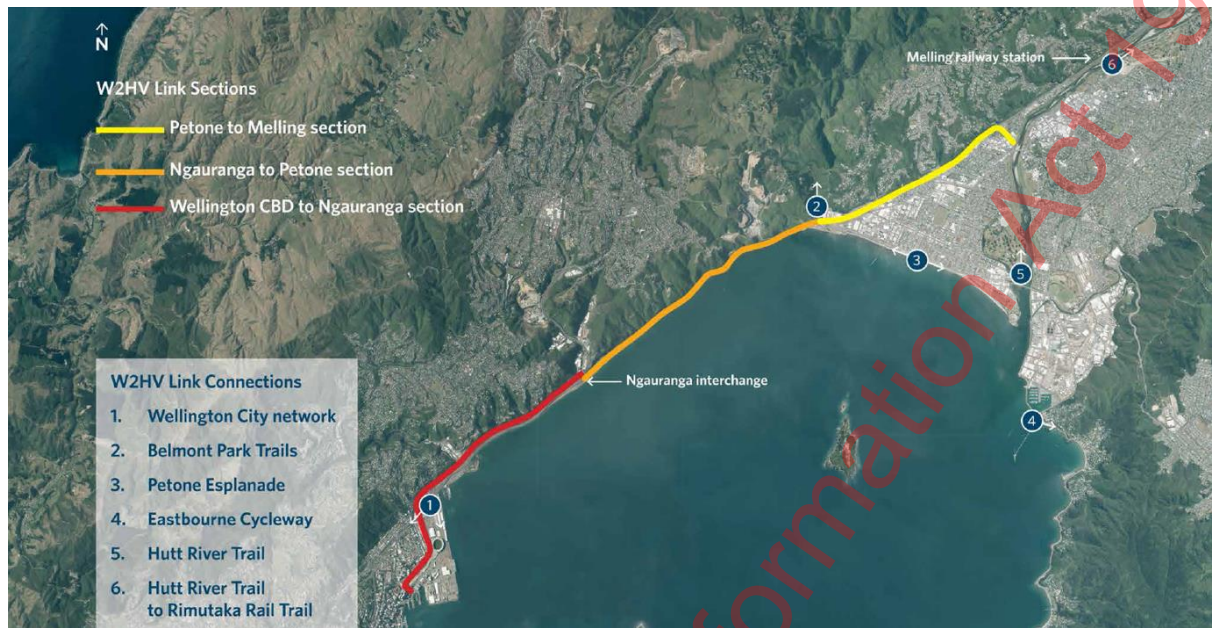 N
W2HV Link Sections
Petone to Melling section
Ngauranga to Petone section
Wellington CBD to Ngauranga section
Melling railway station
6
2
3
5
4
Ngauranga interchange
1
W2HV Link Connections
1. Wellington City network
2. Belmont Park Trails
3. Petone Esplanade
4. Eastbourne Cycleway
5. Hutt River Trail
6. Hutt River Trail
to Rimutaka Rail Trail
formation Act 19